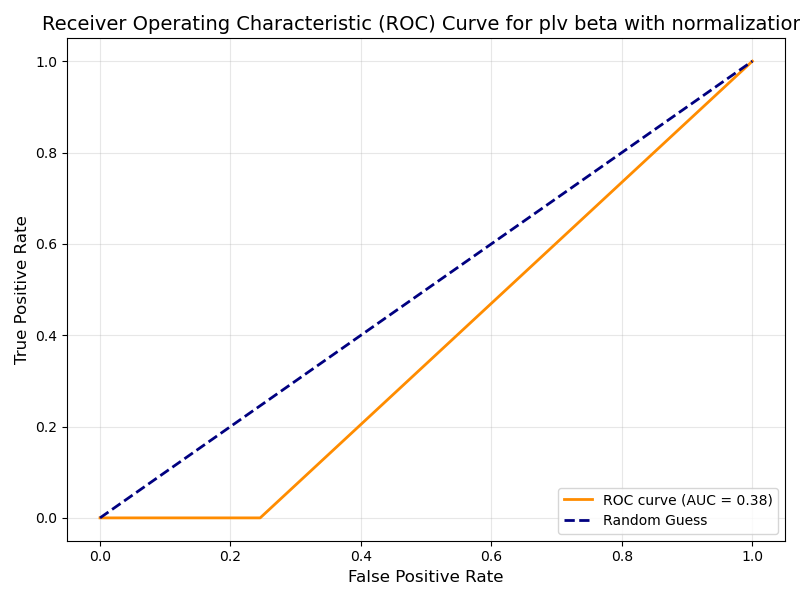 Receiver Operating Characteristic (ROC) Curve for plv beta with normalization
True Positive Rate
1.0
0.8
0.6
0.4
0.2
0.0
0.0 0.2 0.4 0.6 0.8 1.0
False Positive Rate
ROC curve (AUC = 0.38)
Random Guess